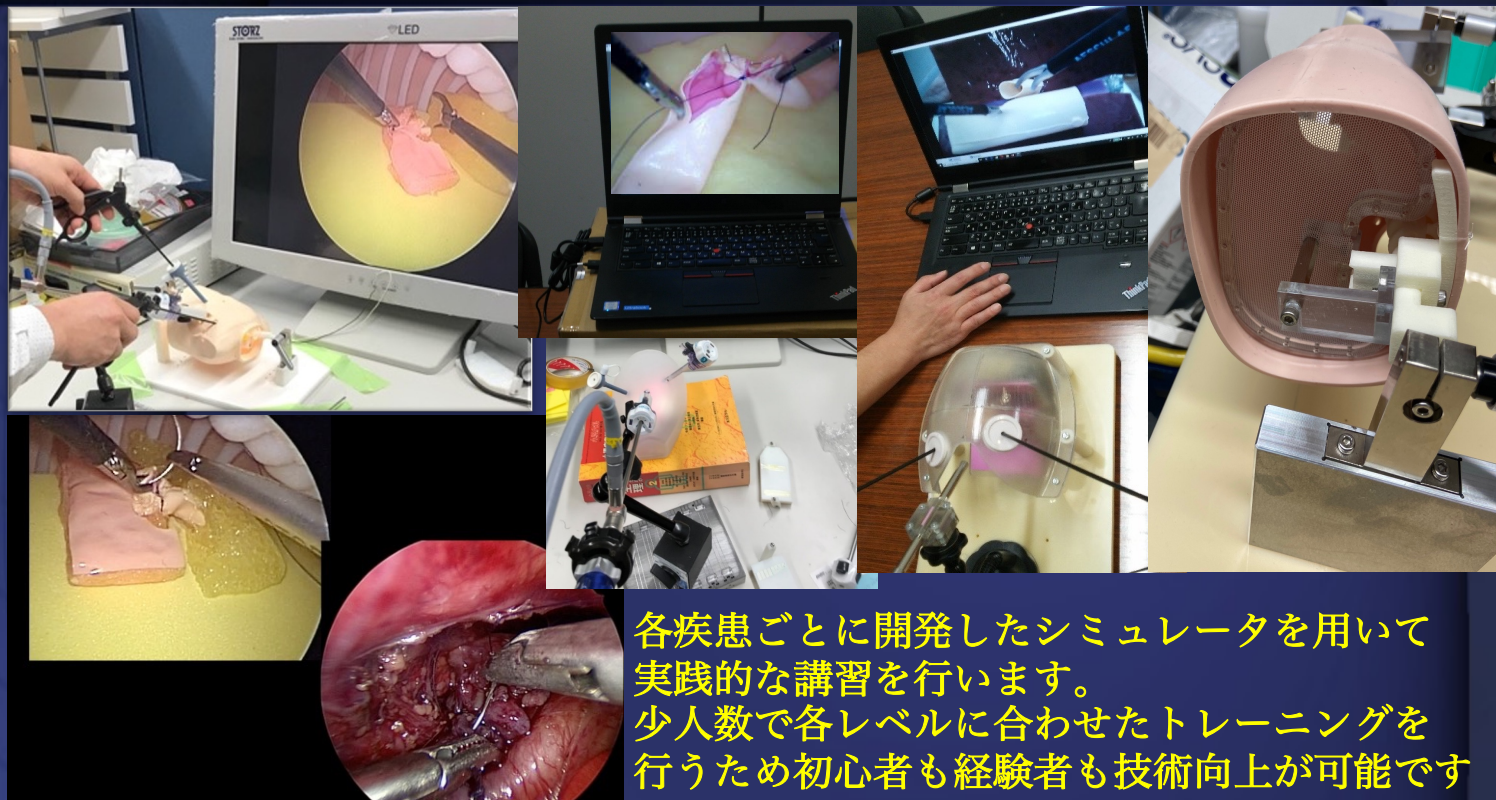 STORZ
LED
ThinkPad
ThinkPad
各疾患ごとに開発したシミュレータを用いて
実践的な講習を行います。
少人数で各レベルに合わせたトレーニングを
行うため初心者も経験者も技術向上が可能です